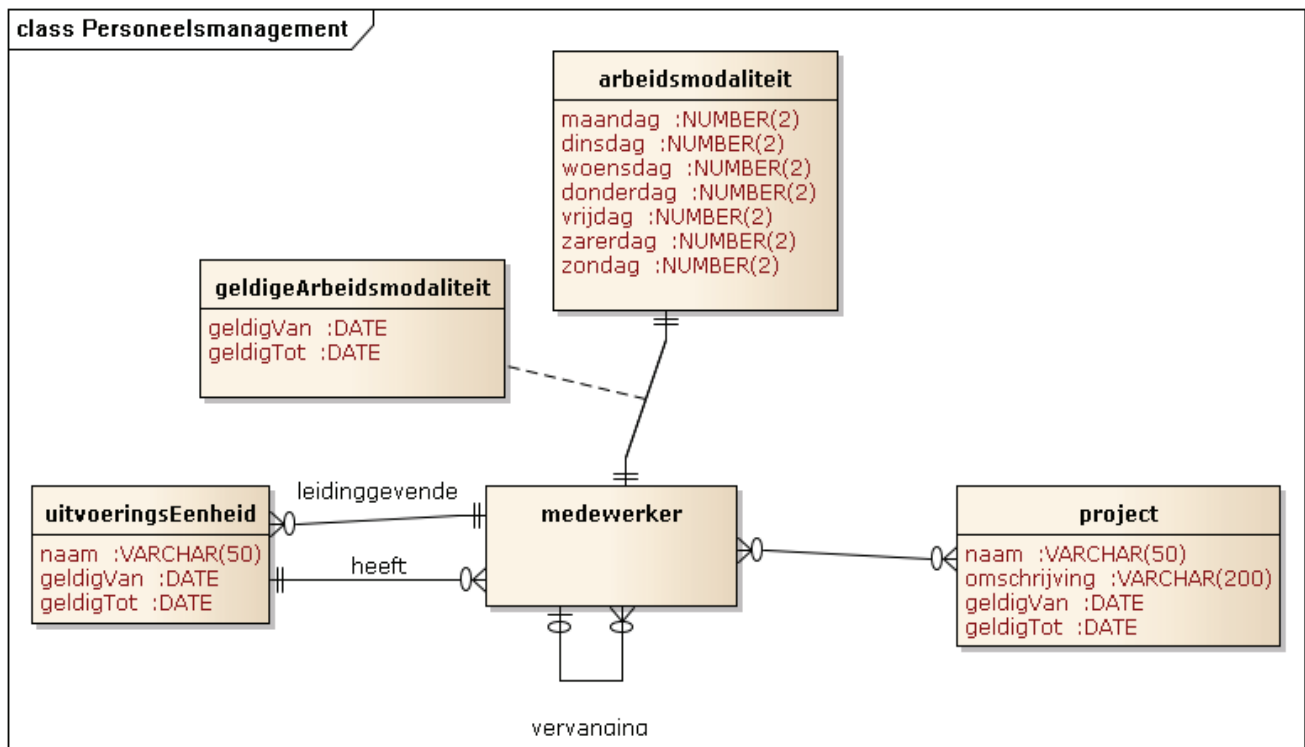 class Personeelsmanagement
arbeidsmodaliteit
maandag :NUMBER(2)
dinsdag :NUMBER(2)
woensdag :NUMBER(2)
donderdag :NUMBER(2)
vrijdag :NUMBER(2)
zarerdag :NUMBER(2)
zondag :NUMBER(2)
geldigeArbeidsmodaliteit
geldigVan :DATE
geldigTot :DATE
leidinggevende
uitvoeringsEenheid
naam :VARCHAR(50)
geldigVan :DATE
geldigTot :DATE
heeft
medewerker
project
naam :VARCHAR(50)
omschrijving :VARCHAR(200)
geldigVan :DATE
geldigTot :DATE
vervanging